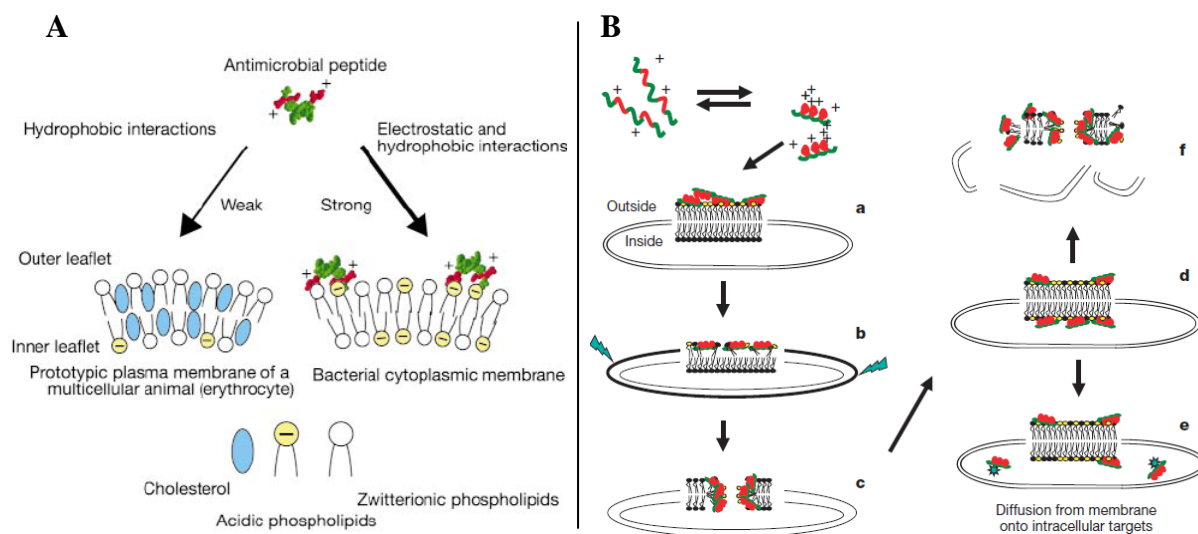 A
Antimicrobial peptide
+
+
Hydrophobic interactions
Electrostatic and
hydrophobic interactions
Weak
Strong
Outer leaflet
+
+
+
+
Inner leaflet
Prototypic plasma membrane of a
multicellular animal (erythrocyte)
Bacterial cytoplasmic membrane
Cholesterol
Acidic phospholipids
Zwitterionic phospholipids
B
+
+
+
+
+
++
+
+
++
+
Outside
Inside
a
b
c
f
d
e
Diffusion from membrane
onto intracellular targets